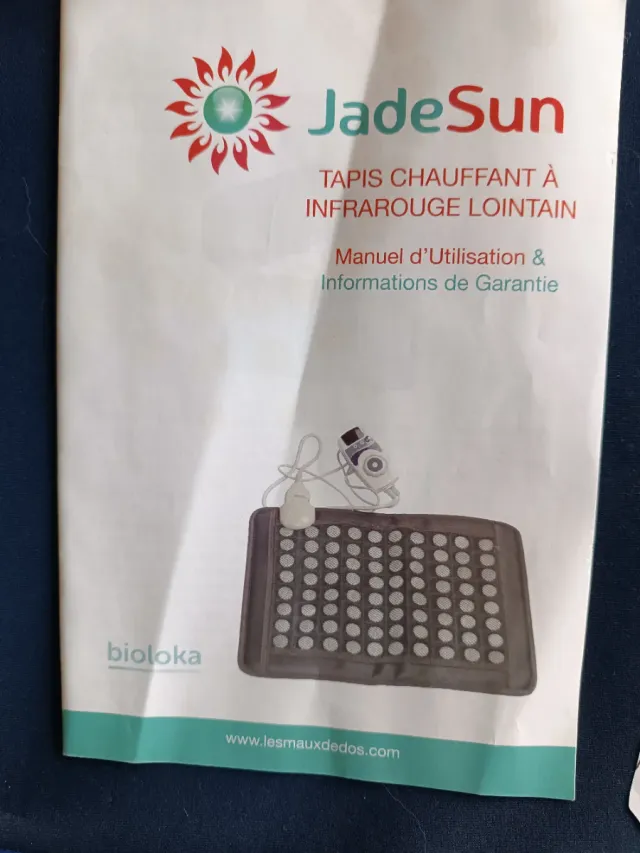 JadeSun
TAPIS CHAUFFANT À
INFRAROUGE LOINTAIN
Manuel d'Utilisation &
Informations de Garantie
bioloka
www.lesmauxdedos.com